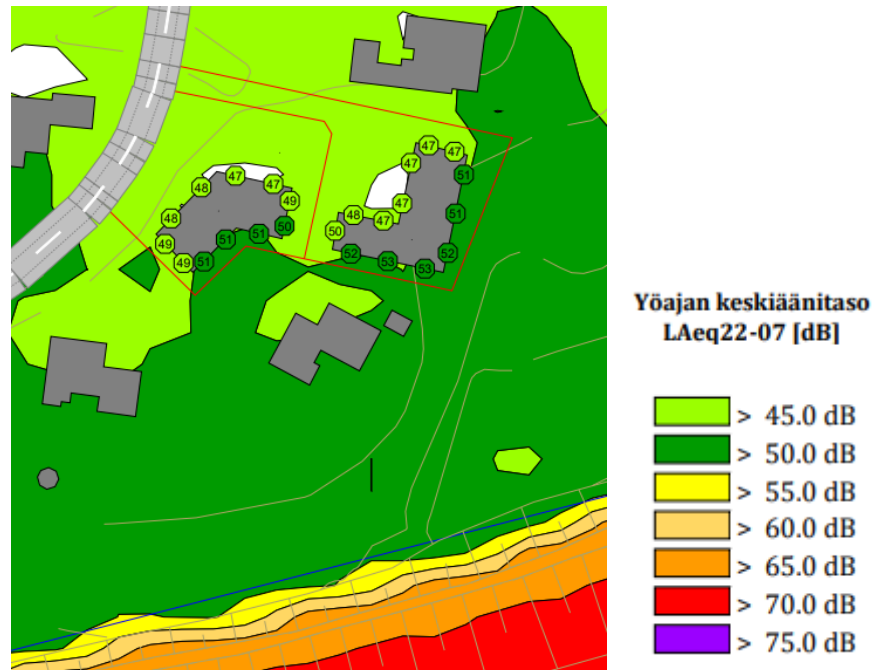 47 47
47 51
47 47 48 47
48 49 48 47 51
48 50
49 51 51 50 52
49 51 52 53 53
Yöajan keskiäänitaso
LAeq22-07 [dB]
> 45.0 dB
> 50.0 dB
> 55.0 dB
> 60.0 dB
> 65.0 dB
> 70.0 dB
> 75.0 dB